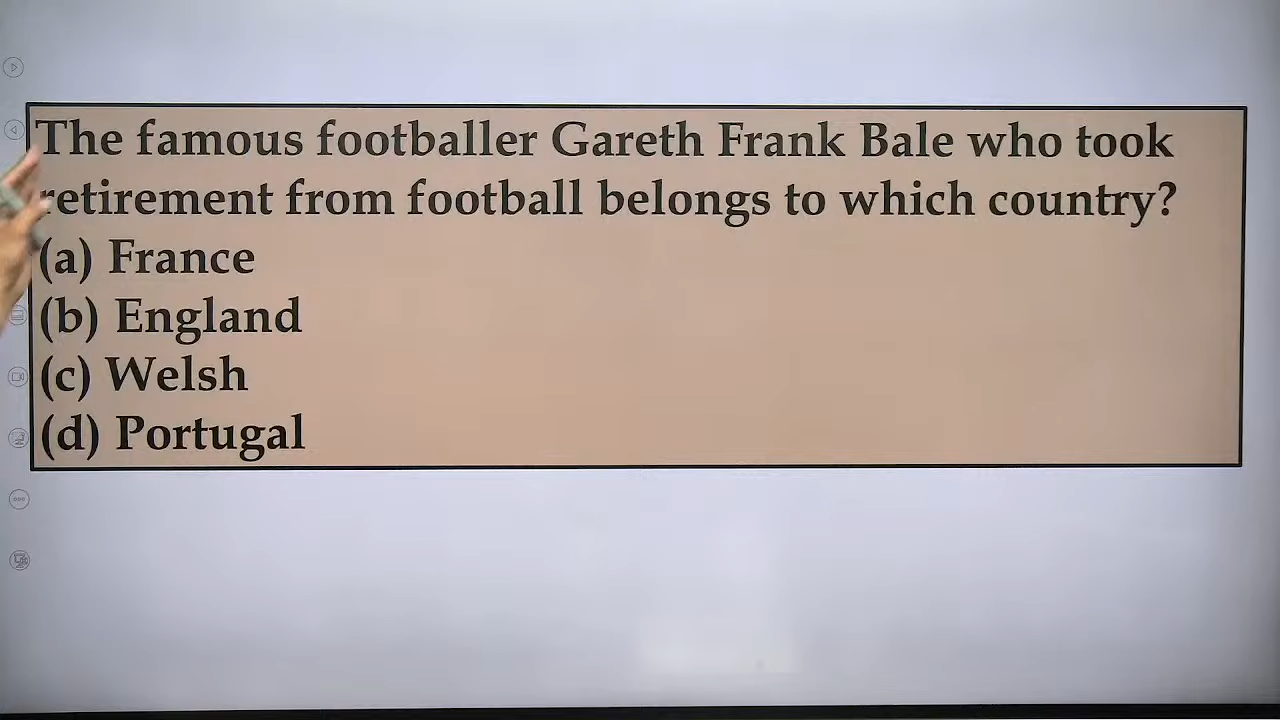 The famous footballer Gareth Frank Bale who took
retirement from football belongs to which country?
(a) France
(b) England
(c) Welsh
(d) Portugal